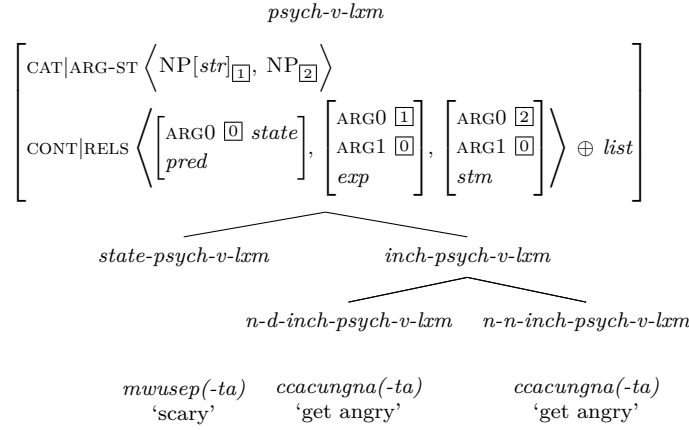 psych-v-lxm
CAT|ARG-ST ⟨NP[str]1, NP2⟩
CONT|RELS ⟨[ARG0 0 state pred], [ARG0 1 ARG1 0 exp], [ARG0 2 ARG1 0 stm]⟩ ⊕ list
state-psych-v-lxm inch-psych-v-lxm
n-d-inch-psych-v-lxm n-n-inch-psych-v-lxm
mwusep(-ta) ccacungna(-ta) ccacungna(-ta)
‘scary’ ‘get angry’ ‘get angry’